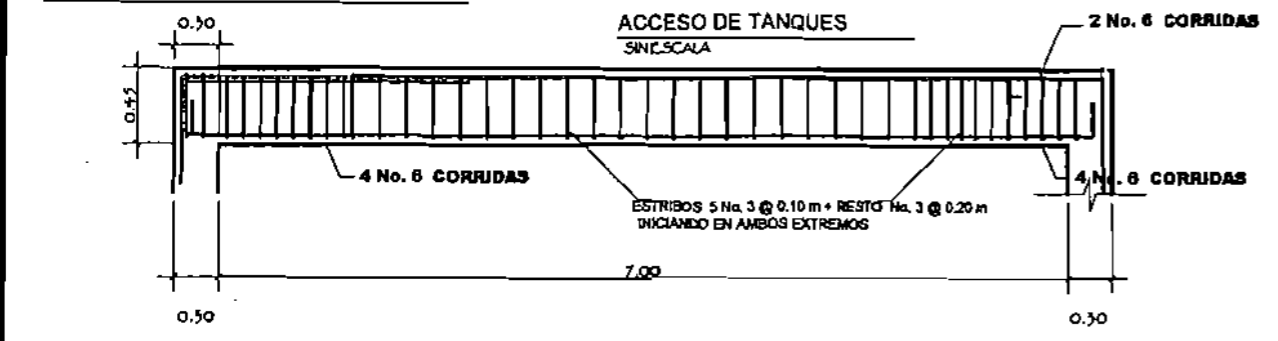 0.30
ACCESO DE TANQUES
SIN ESCALA
2 No. 6 CORRIDAS
0.45
4 No. 6 CORRIDAS
4 No. 6 CORRIDAS
ESTRIBOS 5 No. 3 @ 0.10 m + RESTO No. 3 @ 0.20 m
INICIANDO EN AMBOS EXTREMOS
7.00
0.30
0.30